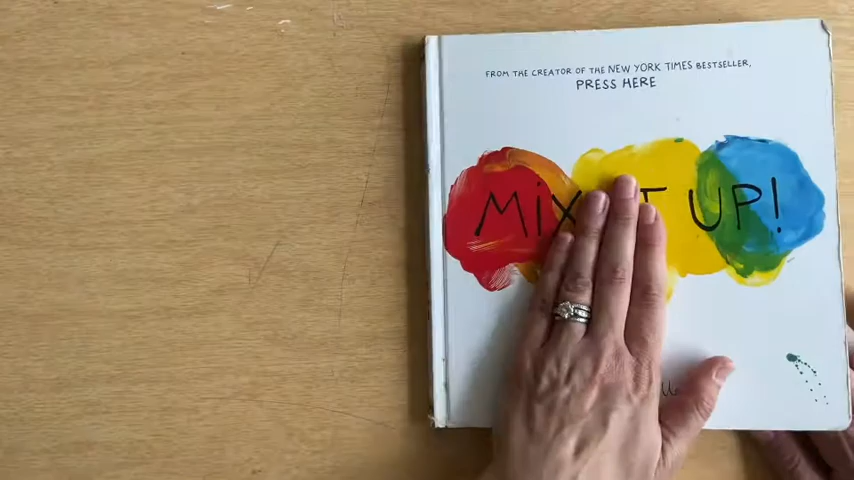 FROM THE CREATOR OF THE NEW YORK TIMES BESTSELLER,
PRESS HERE
MiX T UP!